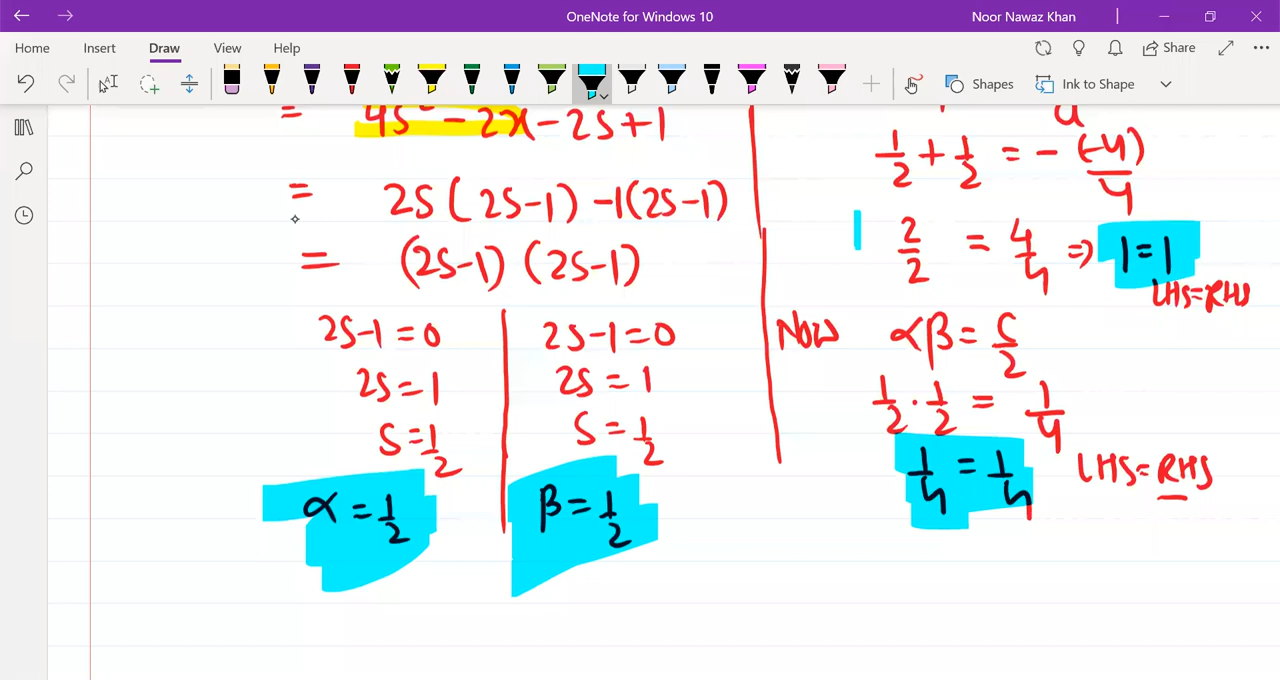 OneNote for Windows 10
Noor Nawaz Khan
Home Insert Draw View Help
Share
Shapes
Ink to Shape
= 4s² - 2x - 2s + 1
= 2s (2s-1) -1(2s-1)
= (2s-1) (2s-1)
2s-1 = 0
2s = 1
s = 1/2
α = 1/2
2s-1 = 0
2s = 1
s = 1/2
β = 1/2
1/2 + 1/2 = - (-4)/4
2/2 = 4/4 ⇒ 1 = 1
LHS = RHS
Now αβ = c/2
1/2 · 1/2 = 1/4
1/4 = 1/4
LHS = RHS